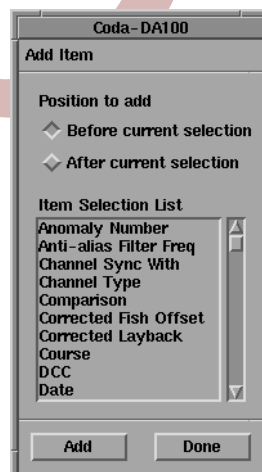 Coda-DA100
Add Item
Position to add
Before current selection
After current selection
Item Selection List
Anomaly Number
Anti-alias Filter Freq
Channel Sync With
Channel Type
Comparison
Corrected Fish Offset
Corrected Layback
Course
DCC
Date
Add
Done